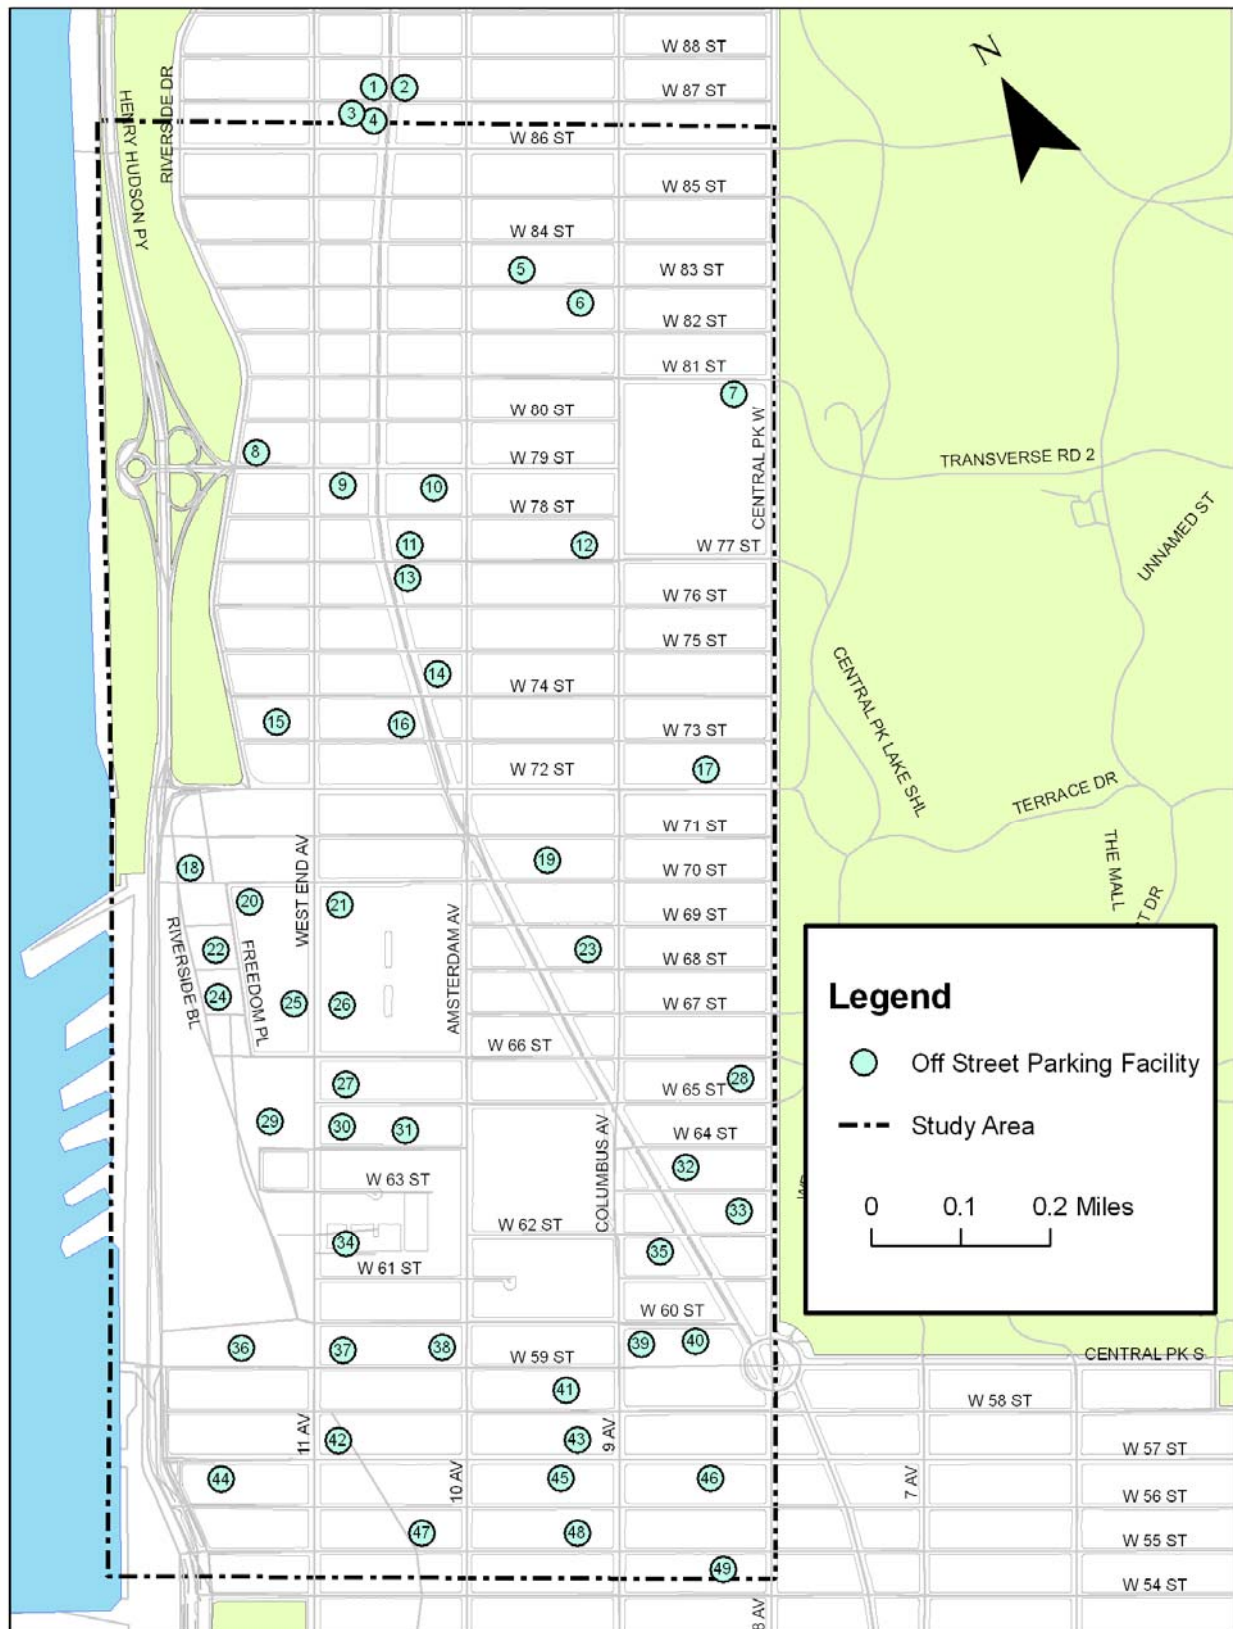 W 88 ST
N
RIVERSIDE DR
1
2
W 87 ST
HENRY HUDSON PY
3
4
W 86 ST
W 85 ST
W 84 ST
5
W 83 ST
6
W 82 ST
W 81 ST
7
W 80 ST
CENTRAL PK W
8
W 79 ST
TRANSVERSE RD 2
9
10
W 78 ST
UNNAMED ST
11
12
W 77 ST
13
W 76 ST
W 75 ST
14
W 74 ST
CENTRAL PK LAKE SHL
15
16
W 73 ST
W 72 ST
17
TERRACE DR
W 71 ST
WEST END AV
THE MALL
18
19
W 70 ST
20
21
W 69 ST
T DR
RIVERSIDE BL
FREEDOM PL
AMSTERDAM AV
22
23
W 68 ST
24
25
26
W 67 ST
W 66 ST
27
28
W 65 ST
29
30
31
COLUMBUS AV
W 64 ST
32
W 63 ST
33
W 62 ST
34
35
W 61 ST
W 60 ST
36
37
38
W 59 ST
39
40
CENTRAL PK S
41
W 58 ST
11 AV
42
43
9 AV
W 57 ST
44
10 AV
45
46
7 AV
W 56 ST
47
48
W 55 ST
49
W 54 ST
8 AV
Legend
Off Street Parking Facility
Study Area
0 0.1 0.2 Miles